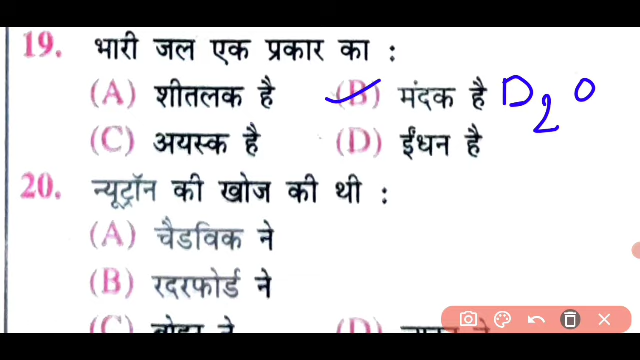 19. भारी जल एक प्रकार का :
(A) शीतलक है (B) मंदक है D2O
(C) अयस्क है (D) ईंधन है
20. न्यूट्रॉन की खोज की थी :
(A) चैडविक ने
(B) रदरफोर्ड ने
(C) ने (D) ने